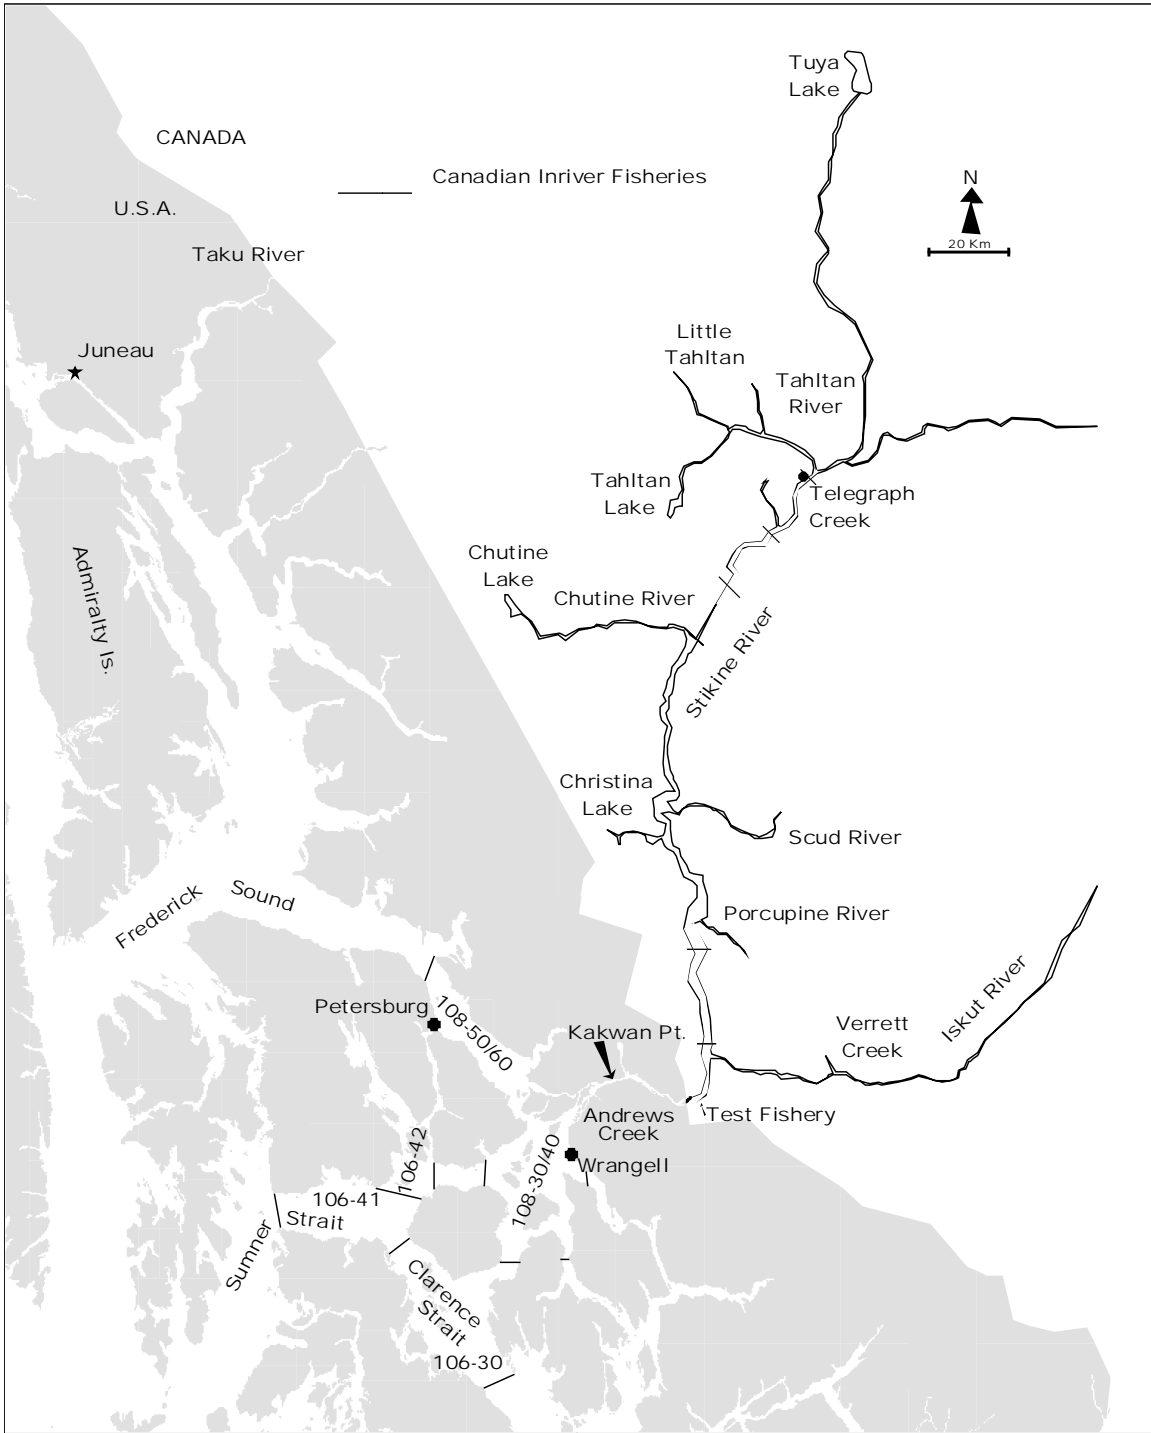 Tuya
Lake
CANADA
Canadian Inriver Fisheries
N
20 Km
U.S.A.
Taku River
Juneau
Little
Tahltan
Tahltan
River
Tahltan
Lake
Telegraph
Creek
Chutine
Lake
Chutine River
Stikine River
Admiralty Is.
Christina
Lake
Scud River
Frederick Sound
Porcupine River
Iskut River
Petersburg
108-50/60
Kakwan Pt.
Verrett
Creek
Andrews
Creek
Test Fishery
Wrangell
106-42
108-30/40
106-41
Sumner Strait
Clarence
Strait
106-30